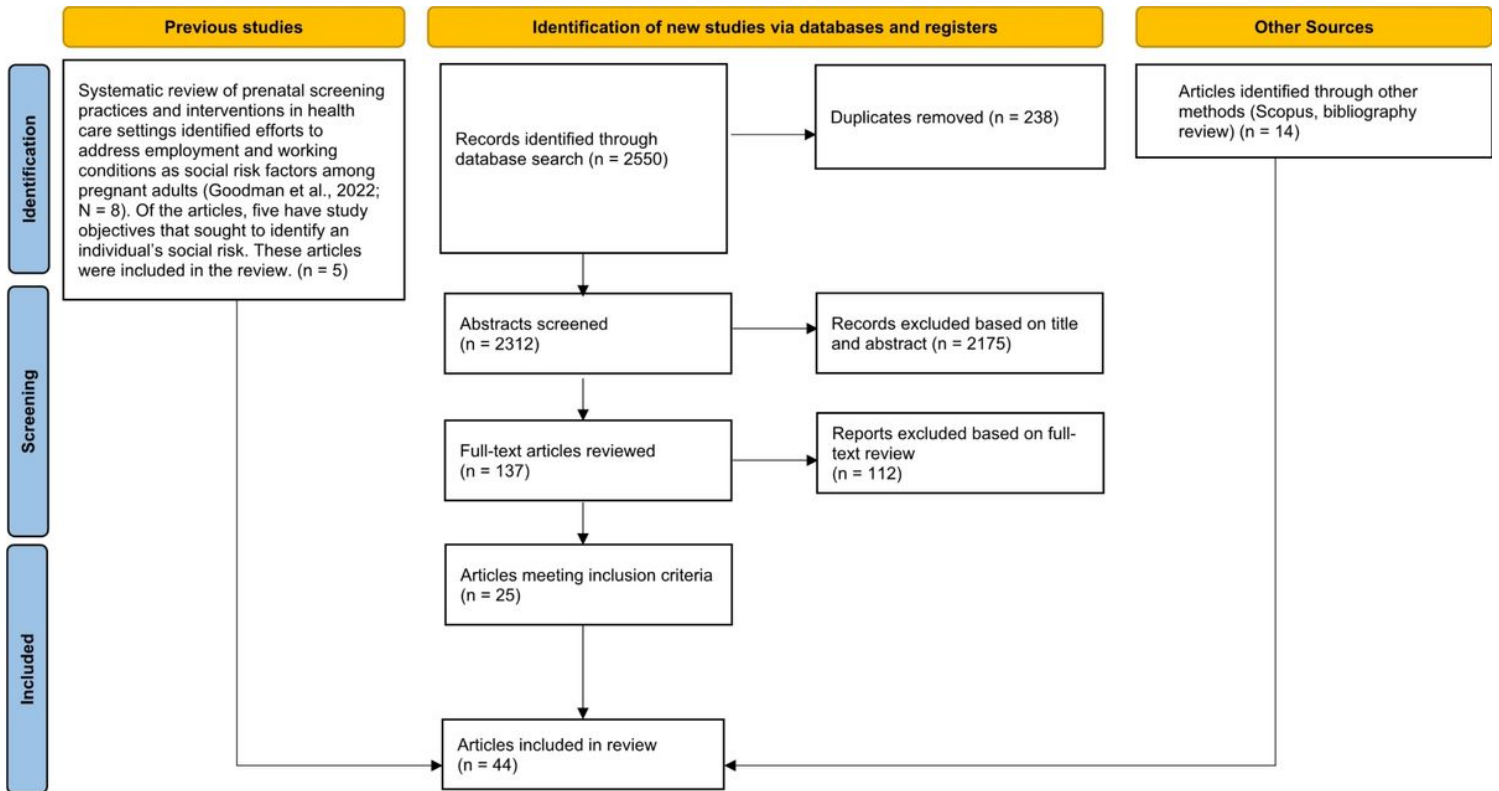 Previous studies
Identification of new studies via databases and registers
Other Sources
Identification
Systematic review of prenatal screening
practices and interventions in health
care settings identified efforts to
address employment and working
conditions as social risk factors among
pregnant adults (Goodman et al., 2022;
N = 8). Of the articles, five have study
objectives that sought to identify an
individual's social risk. These articles
were included in the review. (n = 5)
Records identified through
database search (n = 2550)
Duplicates removed (n = 238)
Articles identified through other
methods (Scopus, bibliography
review) (n = 14)
Screening
Abstracts screened
(n = 2312)
Records excluded based on title
and abstract (n = 2175)
Full-text articles reviewed
(n = 137)
Reports excluded based on full-
text review
(n = 112)
Included
Articles meeting inclusion criteria
(n = 25)
Articles included in review
(n = 44)